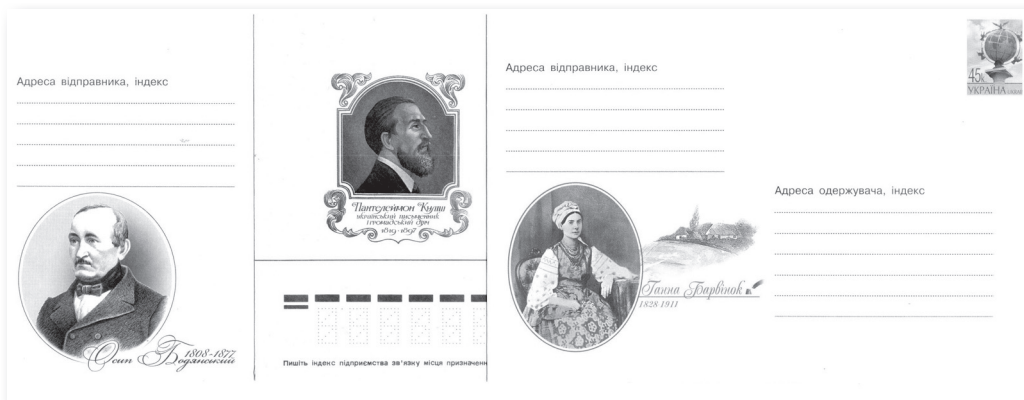 Адреса відправника, індекс
Осип Бодянський
1808-1877
Пантелеймон Куліш
український письменник
і громадський діяч
1819-1897
Пишіть індекс підприємства зв'язку місця призначенн
Адреса відправника, індекс
Ганна Барвінок
1828-1911
45к
УКРАЇНА
Адреса одержувача, індекс